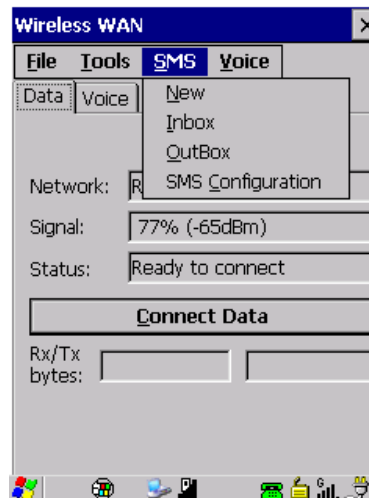 Wireless WAN
File Tools SMS Voice
Data Voice
New
Inbox
OutBox
SMS Configuration
Network: R
Signal: 77% (-65dBm)
Status: Ready to connect
Connect Data
Rx/Tx
bytes:
G